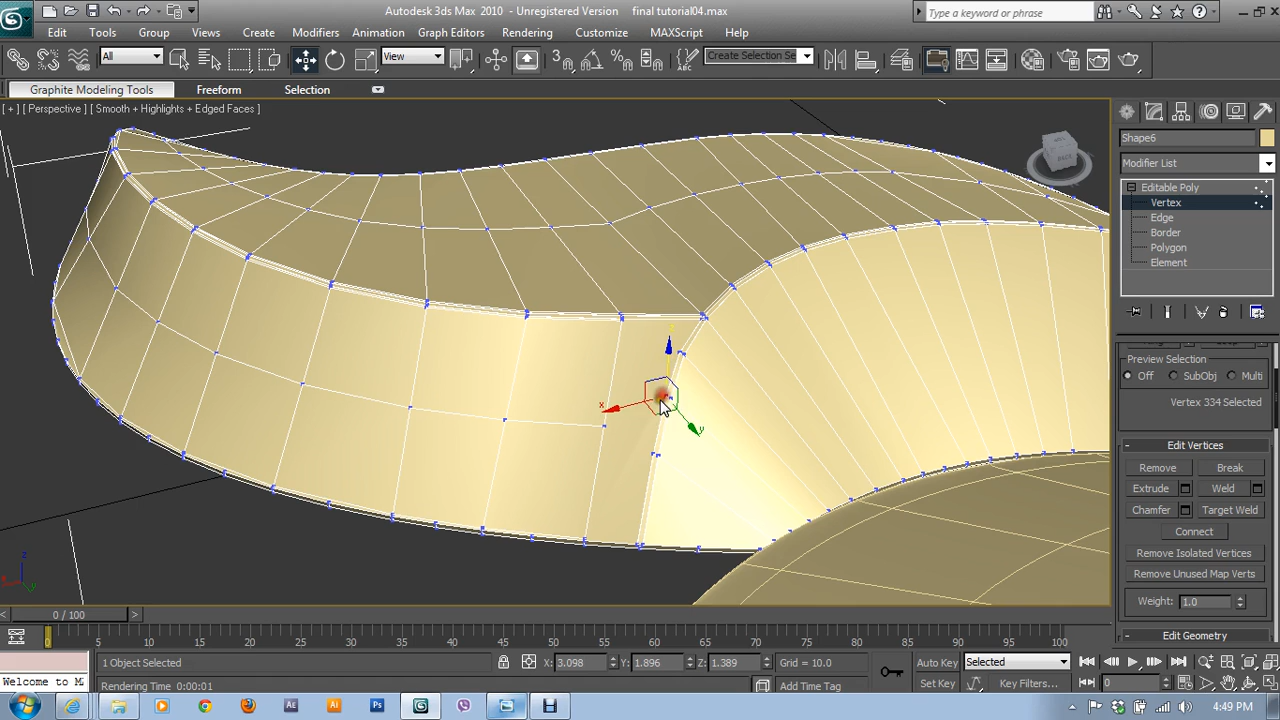 Autodesk 3ds Max 2010 - Unregistered Version final tutorial04.max
Type a keyword or phrase
Edit Tools Group Views Create Modifiers Animation Graph Editors Rendering Customize MAXScript Help
All View Create Selection Se
Graphite Modeling Tools Freeform Selection
[ + ] [ Perspective ] [ Smooth + Highlights + Edged Faces ]
BACK
Shape6
Modifier List
Editable Poly
Vertex
Edge
Border
Polygon
Element
Preview Selection
Off SubObj Multi
Vertex 334 Selected
Edit Vertices
Remove Break
Extrude Weld
Chamfer Target Weld
Connect
Remove Isolated Vertices
Remove Unused Map Verts
Weight: 1.0
Edit Geometry
x
y
z
x
y
0 / 100
0 5 10 15 20 25 30 35 40 45 50 55 60 65 70 75 80 85 90 95 100
1 Object Selected X: 3.098 Y: 1.896 Z: 1.389 Grid = 10.0 Auto Key Selected
Welcome to M
Rendering Time 0:00:01 Add Time Tag Set Key Key Filters... 0
4:49 PM